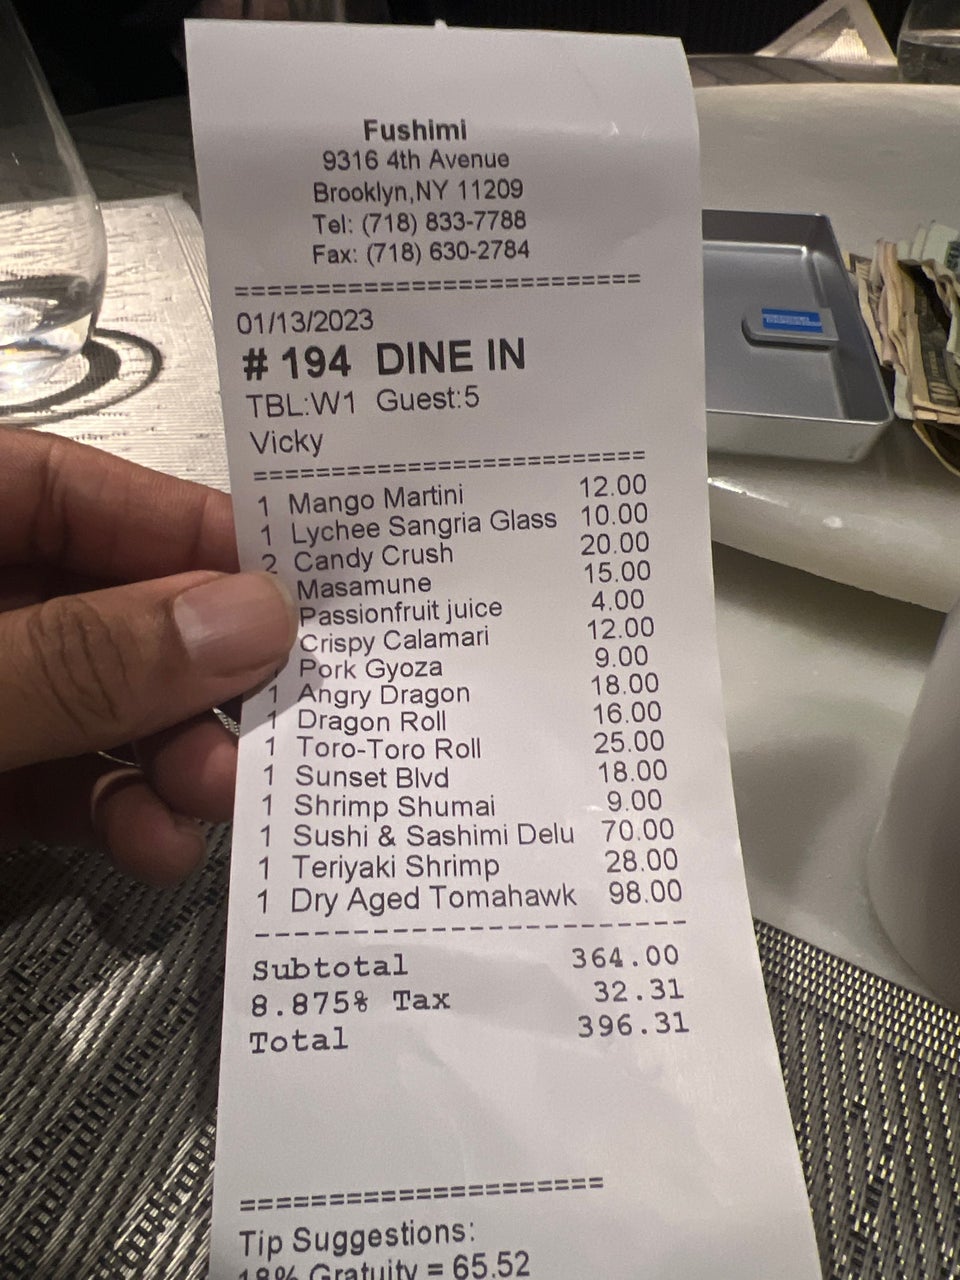 Fushimi
9316 4th Avenue
Brooklyn,NY 11209
Tel: (718) 833-7788
Fax: (718) 630-2784
=========================
01/13/2023
# 194 DINE IN
TBL:W1 Guest:5
Vicky
=========================
1 Mango Martini 12.00
1 Lychee Sangria Glass 10.00
2 Candy Crush 20.00
Masamune 15.00
Passionfruit juice 4.00
Crispy Calamari 12.00
Pork Gyoza 9.00
1 Angry Dragon 18.00
1 Dragon Roll 16.00
1 Toro-Toro Roll 25.00
1 Sunset Blvd 18.00
1 Shrimp Shumai 9.00
1 Sushi & Sashimi Delu 70.00
1 Teriyaki Shrimp 28.00
1 Dry Aged Tomahawk 98.00
--------------------------
Subtotal 364.00
8.875% Tax 32.31
Total 396.31
======================
Tip Suggestions:
18% Gratuity = 65.52